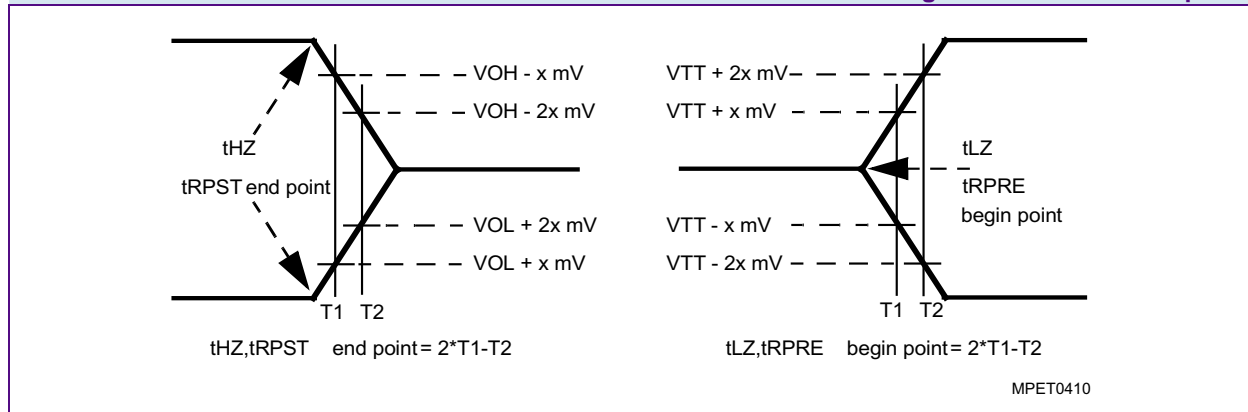 VOH - x mV
VOH - 2x mV
tHZ
tRPST end point
VOL + 2x mV
VOL + x mV
T1 T2
tHZ,tRPST end point = 2*T1-T2
VTT + 2x mV
VTT + x mV
tLZ
tRPRE
begin point
VTT - x mV
VTT - 2x mV
T1 T2
tLZ,tRPRE begin point = 2*T1-T2
MPET0410